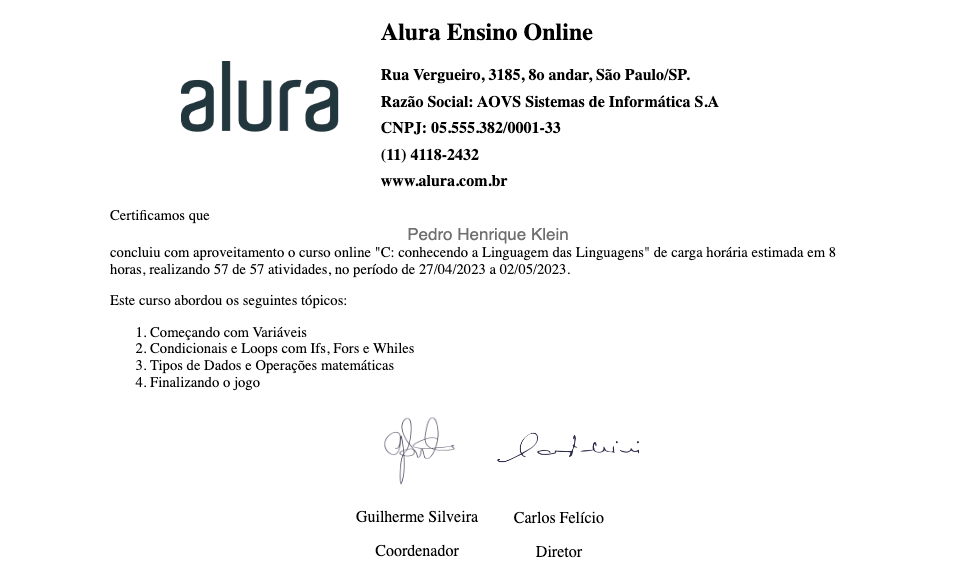 alura
Alura Ensino Online
Rua Vergueiro, 3185, 8o andar, São Paulo/SP.
Razão Social: AOVS Sistemas de Informática S.A
CNPJ: 05.555.382/0001-33
(11) 4118-2432
www.alura.com.br
Certificamos que
Pedro Henrique Klein
concluiu com aproveitamento o curso online "C: conhecendo a Linguagem das Linguagens" de carga horária estimada em 8
horas, realizando 57 de 57 atividades, no período de 27/04/2023 a 02/05/2023.
Este curso abordou os seguintes tópicos:
1. Começando com Variáveis
2. Condicionais e Loops com Ifs, Fors e Whiles
3. Tipos de Dados e Operações matemáticas
4. Finalizando o jogo
Guilherme Silveira Carlos Felício
Coordenador Diretor